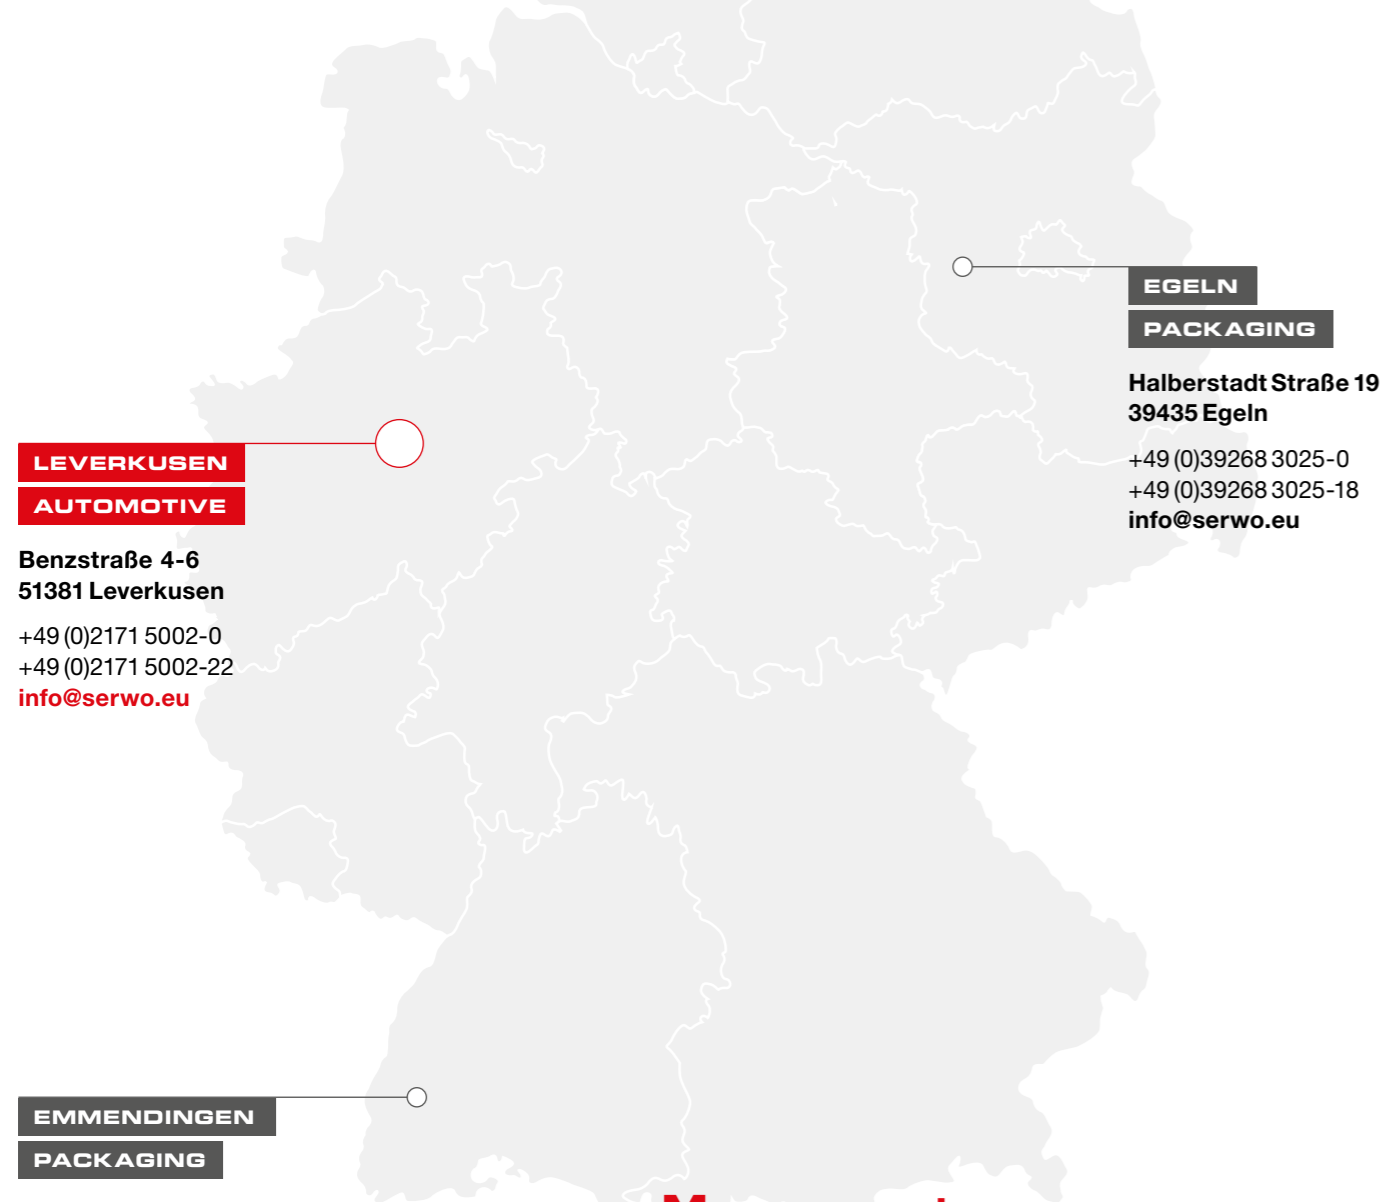 EGELN
PACKAGING
Halberstadt Straße 19
39435 Egeln
+49 (0)39268 3025-0
+49 (0)39268 3025-18
info@serwo.eu
LEVERKUSEN
AUTOMOTIVE
Benzstraße 4-6
51381 Leverkusen
+49 (0)2171 5002-0
+49 (0)2171 5002-22
info@serwo.eu
EMMENDINGEN
PACKAGING